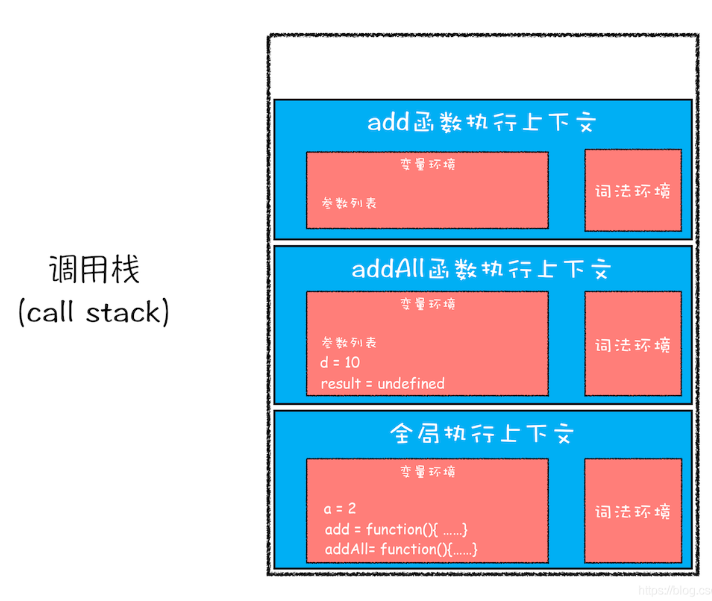 add函数执行上下文
变量环境
参数列表
词法环境
调用栈
(call stack)
addAll函数执行上下文
变量环境
参数列表
d = 10
result = undefined
词法环境
全局执行上下文
变量环境
a = 2
add = function(){ ......}
addAll= function(){......}
词法环境
https://blog.cs